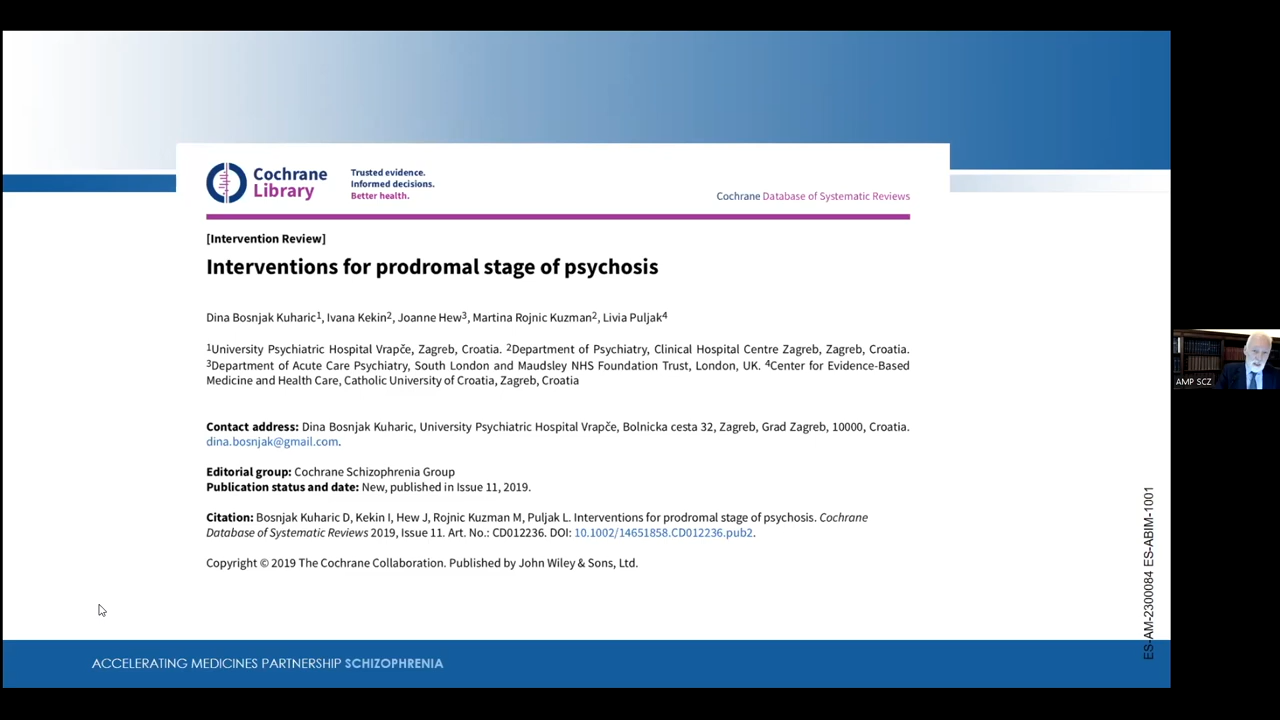 Cochrane
Library
Trusted evidence.
Informed decisions.
Better health.
Cochrane Database of Systematic Reviews
[Intervention Review]
Interventions for prodromal stage of psychosis
Dina Bosnjak Kuharic1, Ivana Kekin2, Joanne Hew3, Martina Rojnic Kuzman2, Livia Puljak4
1University Psychiatric Hospital Vrapče, Zagreb, Croatia. 2Department of Psychiatry, Clinical Hospital Centre Zagreb, Zagreb, Croatia.
3Department of Acute Care Psychiatry, South London and Maudsley NHS Foundation Trust, London, UK. 4Center for Evidence-Based
Medicine and Health Care, Catholic University of Croatia, Zagreb, Croatia
Contact address: Dina Bosnjak Kuharic, University Psychiatric Hospital Vrapče, Bolnicka cesta 32, Zagreb, Grad Zagreb, 10000, Croatia.
dina.bosnjak@gmail.com.
Editorial group: Cochrane Schizophrenia Group
Publication status and date: New, published in Issue 11, 2019.
Citation: Bosnjak Kuharic D, Kekin I, Hew J, Rojnic Kuzman M, Puljak L. Interventions for prodromal stage of psychosis. Cochrane
Database of Systematic Reviews 2019, Issue 11. Art. No.: CD012236. DOI: 10.1002/14651858.CD012236.pub2.
Copyright © 2019 The Cochrane Collaboration. Published by John Wiley & Sons, Ltd.
ES-AM-2300084 ES-ABIM-1001
ACCELERATING MEDICINES PARTNERSHIP SCHIZOPHRENIA
AMP SCZ